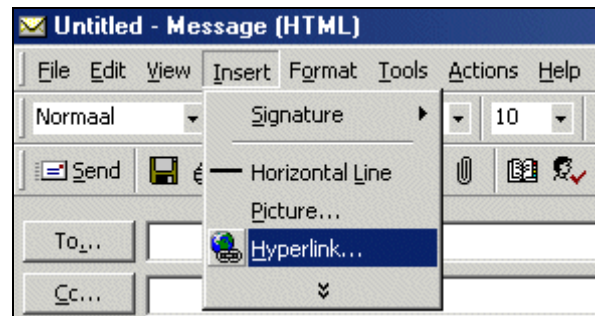 Untitled - Message (HTML)
File Edit View Insert Format Tools Actions Help
Normaal 10
Signature
Send
Horizontal Line
Picture...
To...
Hyperlink...
Cc...